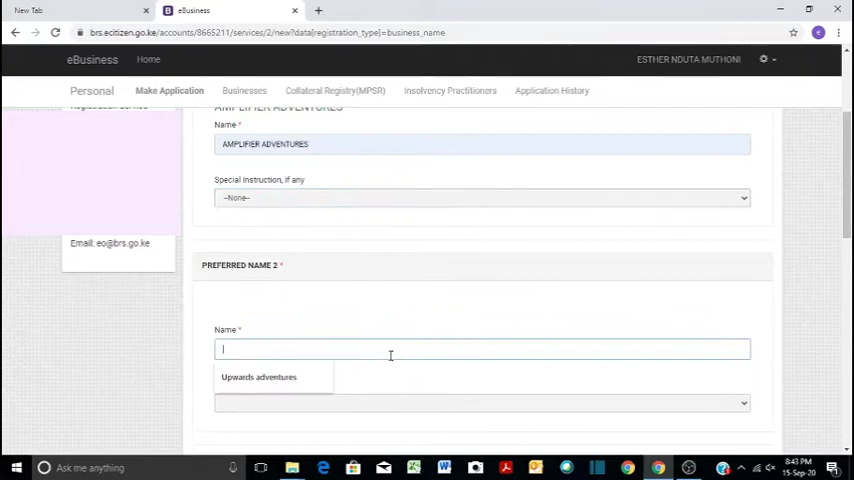 New Tab
eBusiness
brs.ecitizen.go.ke/accounts/8665211/services/2/new?data[registration_type]=business_name
eBusiness
Home
ESTHER NDUTA MUTHONI
Personal
Make Application
Businesses
Collateral Registry(MPSR)
Insolvency Practitioners
Application History
Registration Service
AMPLIFIER ADVENTURES
Name *
AMPLIFIER ADVENTURES
Special Instruction, if any
--None--
Email: eo@brs.go.ke
PREFERRED NAME 2 *
Name *
Upwards adventures
Ask me anything
8:43 PM
15-Sep-20